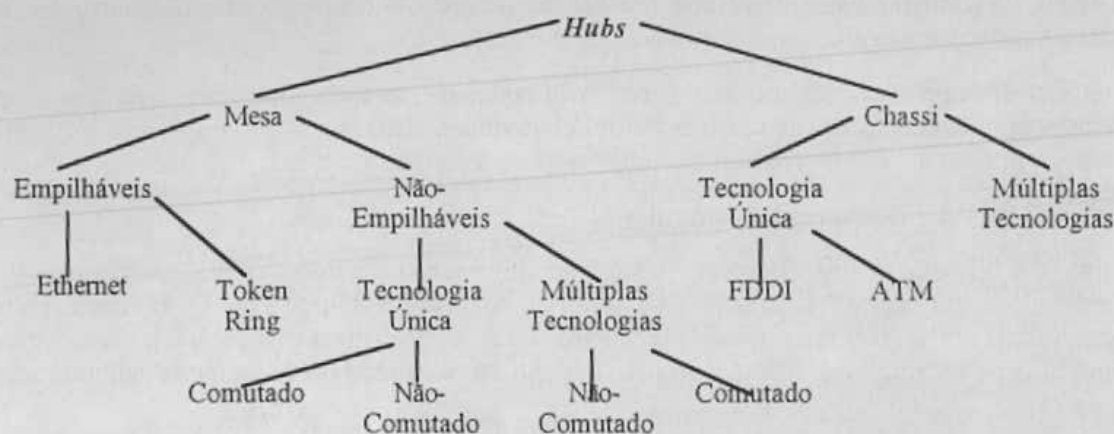 Hubs
Mesa
Chassi
Empilháveis
Não-
Empilháveis
Tecnologia
Única
Múltiplas
Tecnologias
Ethernet
Token
Ring
Tecnologia
Única
Múltiplas
Tecnologias
FDDI
ATM
Comutado
Não-
Comutado
Não-
Comutado
Comutado